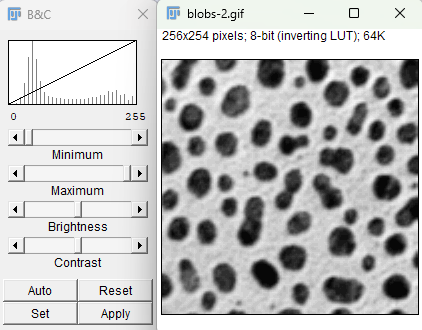 B&C
0 255
Minimum
Maximum
Brightness
Contrast
Auto Reset
Set Apply
blobs-2.gif
256x254 pixels; 8-bit (inverting LUT); 64K